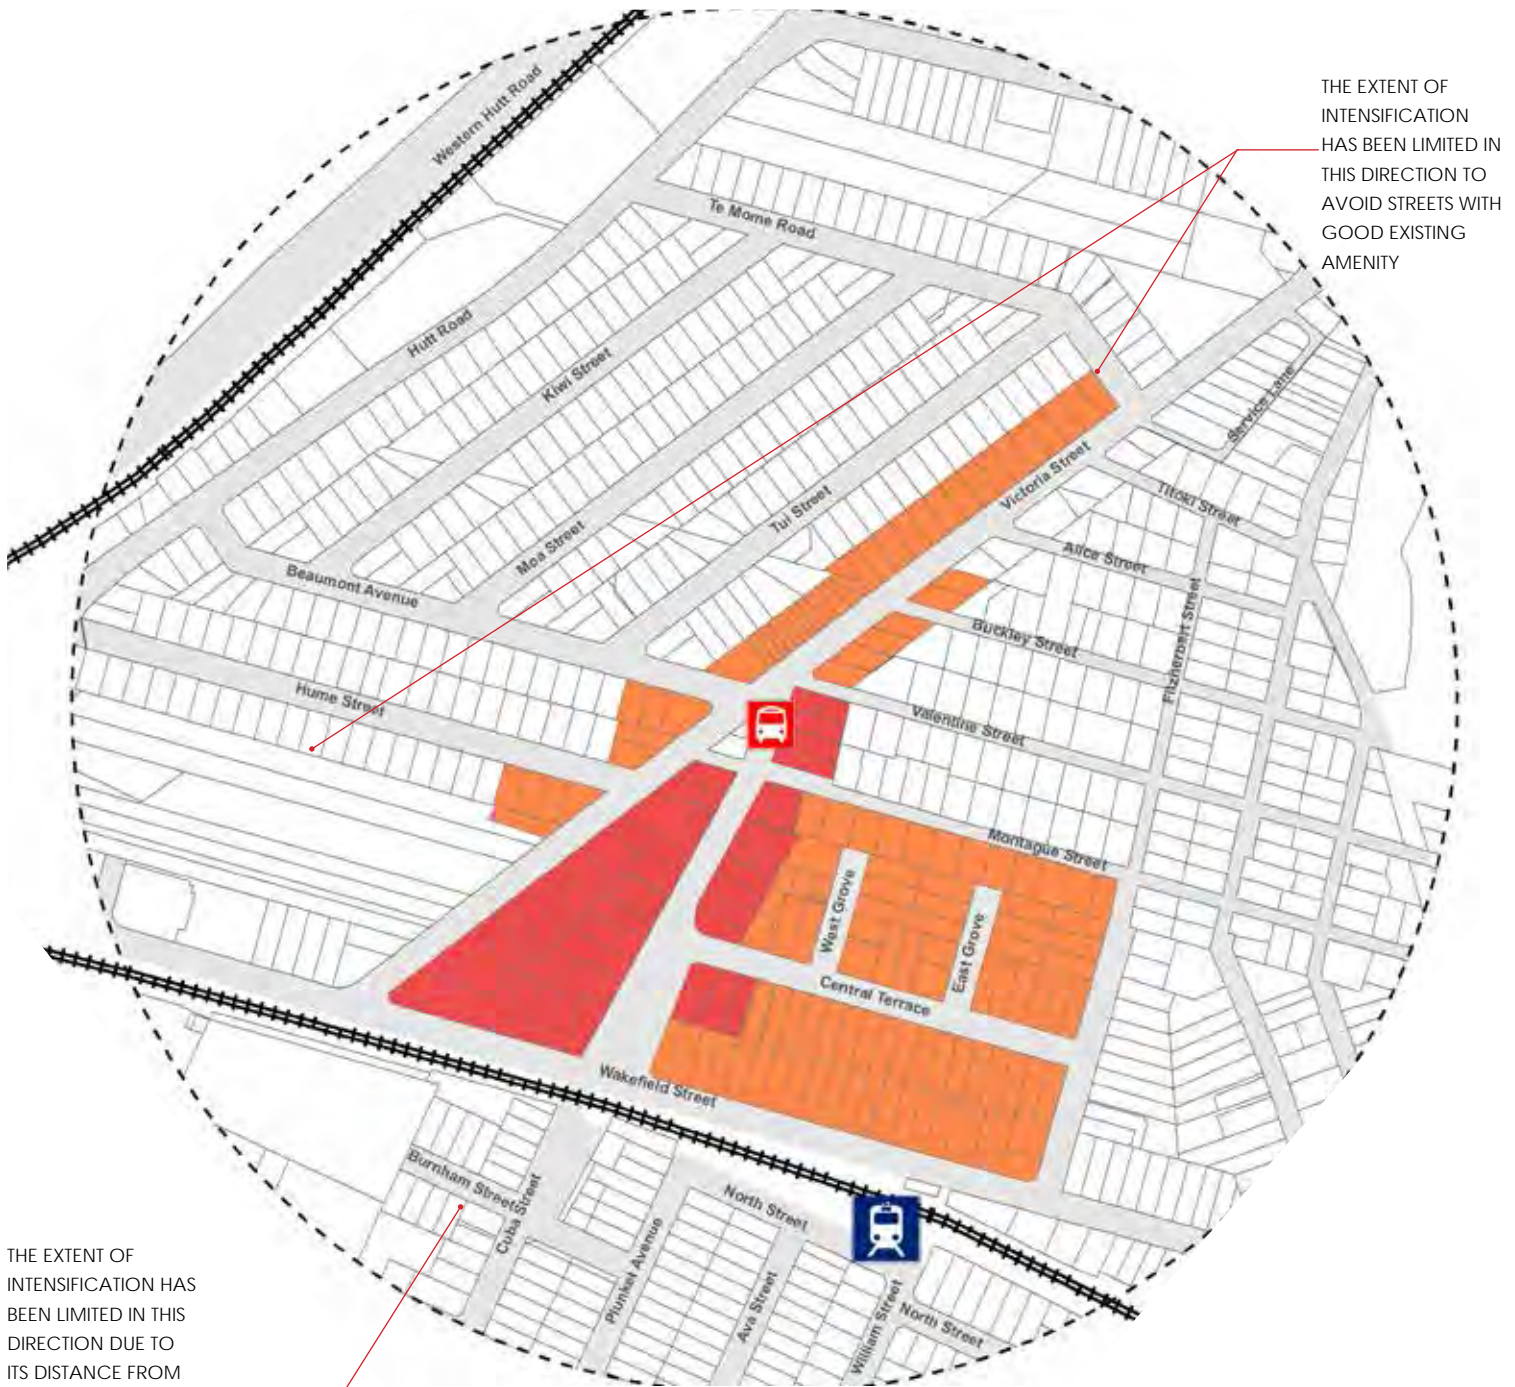 THE EXTENT OF
INTENSIFICATION
HAS BEEN LIMITED IN
THIS DIRECTION TO
AVOID STREETS WITH
GOOD EXISTING
AMENITY
Western Hutt Road
Te Mome Road
Hutt Road
Kiwi Street
Service Lane
Victoria Street
Titoki Street
Tui Street
Moa Street
Alice Street
Beaumont Avenue
Fitzherbert Street
Buckley Street
Hume Street
Valentine Street
Montague Street
West Grove
East Grove
Central Terrace
Wakefield Street
Burnham Street
Cuba Street
North Street
Plunket Avenue
Ava Street
William Street
North Street
THE EXTENT OF
INTENSIFICATION HAS
BEEN LIMITED IN THIS
DIRECTION DUE TO
ITS DISTANCE FROM